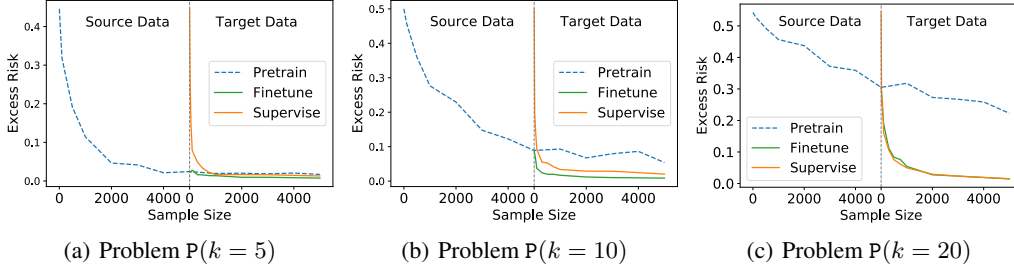 Source Data Target Data
Excess Risk
0.4
0.3
0.2
0.1
0.0
Pretrain
Finetune
Supervise
0 2000 4000 0 2000 4000
Sample Size
(a) Problem P(k = 5)
Source Data Target Data
Excess Risk
0.5
0.4
0.3
0.2
0.1
0.0
Pretrain
Finetune
Supervise
0 2000 4000 0 2000 4000
Sample Size
(b) Problem P(k = 10)
Source Data Target Data
Excess Risk
0.5
0.4
0.3
0.2
0.1
0.0
Pretrain
Finetune
Supervise
0 2000 4000 0 2000 4000
Sample Size
(c) Problem P(k = 20)